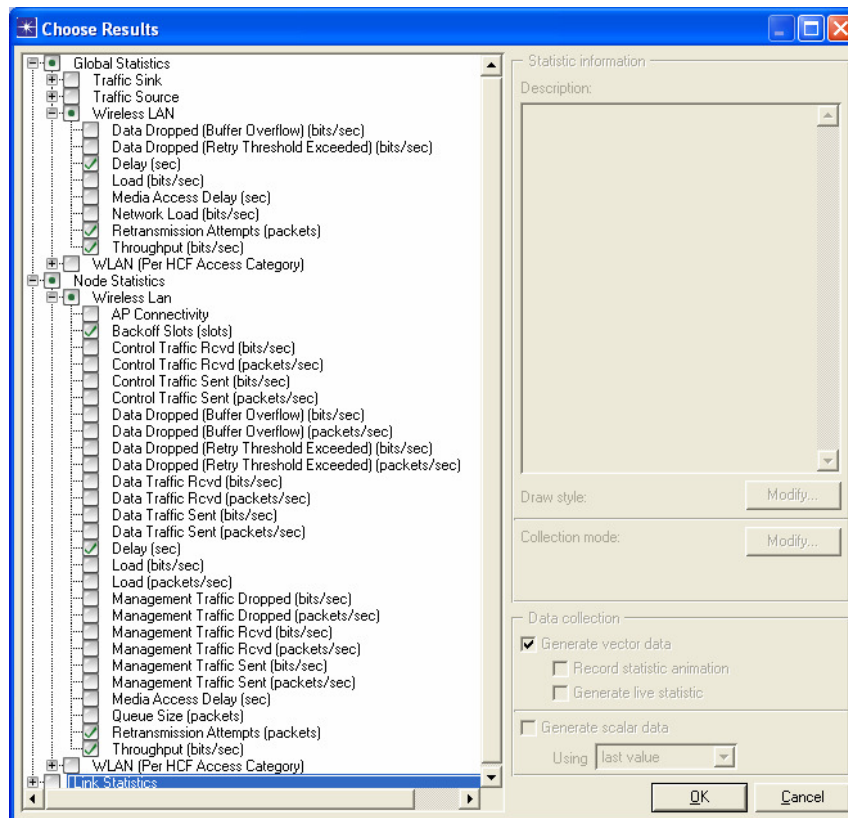 Choose Results
Global Statistics
Traffic Sink
Traffic Source
Wireless LAN
Data Dropped (Buffer Overflow) (bits/sec)
Data Dropped (Retry Threshold Exceeded) (bits/sec)
Delay (sec)
Load (bits/sec)
Media Access Delay (sec)
Network Load (bits/sec)
Retransmission Attempts (packets)
Throughput (bits/sec)
WLAN (Per HCF Access Category)
Node Statistics
Wireless Lan
AP Connectivity
Backoff Slots (slots)
Control Traffic Rcvd (bits/sec)
Control Traffic Rcvd (packets/sec)
Control Traffic Sent (bits/sec)
Control Traffic Sent (packets/sec)
Data Dropped (Buffer Overflow) (bits/sec)
Data Dropped (Buffer Overflow) (packets/sec)
Data Dropped (Retry Threshold Exceeded) (bits/sec)
Data Dropped (Retry Threshold Exceeded) (packets/sec)
Data Traffic Rcvd (bits/sec)
Data Traffic Rcvd (packets/sec)
Data Traffic Sent (bits/sec)
Data Traffic Sent (packets/sec)
Delay (sec)
Load (bits/sec)
Load (packets/sec)
Management Traffic Dropped (bits/sec)
Management Traffic Dropped (packets/sec)
Management Traffic Rcvd (bits/sec)
Management Traffic Rcvd (packets/sec)
Management Traffic Sent (bits/sec)
Management Traffic Sent (packets/sec)
Media Access Delay (sec)
Queue Size (packets)
Retransmission Attempts (packets)
Throughput (bits/sec)
WLAN (Per HCF Access Category)
Link Statistics
Statistic information
Description:
Draw style:
Modify...
Collection mode:
Modify...
Data collection
Generate vector data
Record statistic animation
Generate live statistic
Generate scalar data
Using last value
OK
Cancel